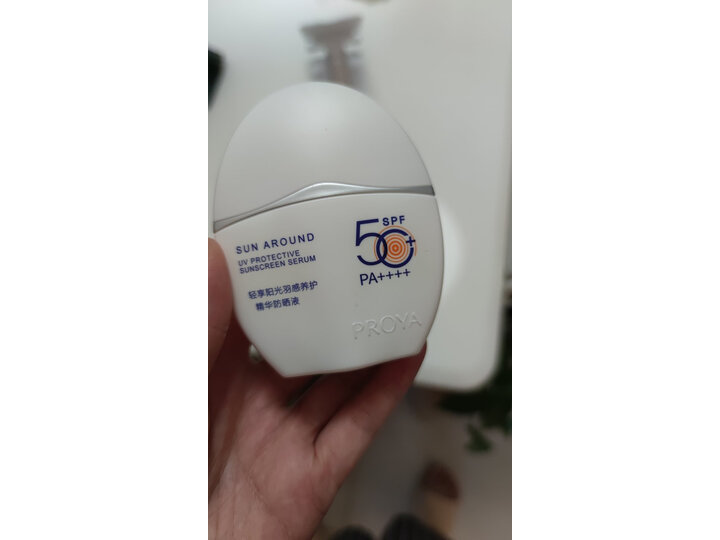 SUN AROUND
UV PROTECTIVE
SUNSCREEN SERUM
轻享阳光羽感养护
精华防晒液
SPF
50+
PA++++
PROYA